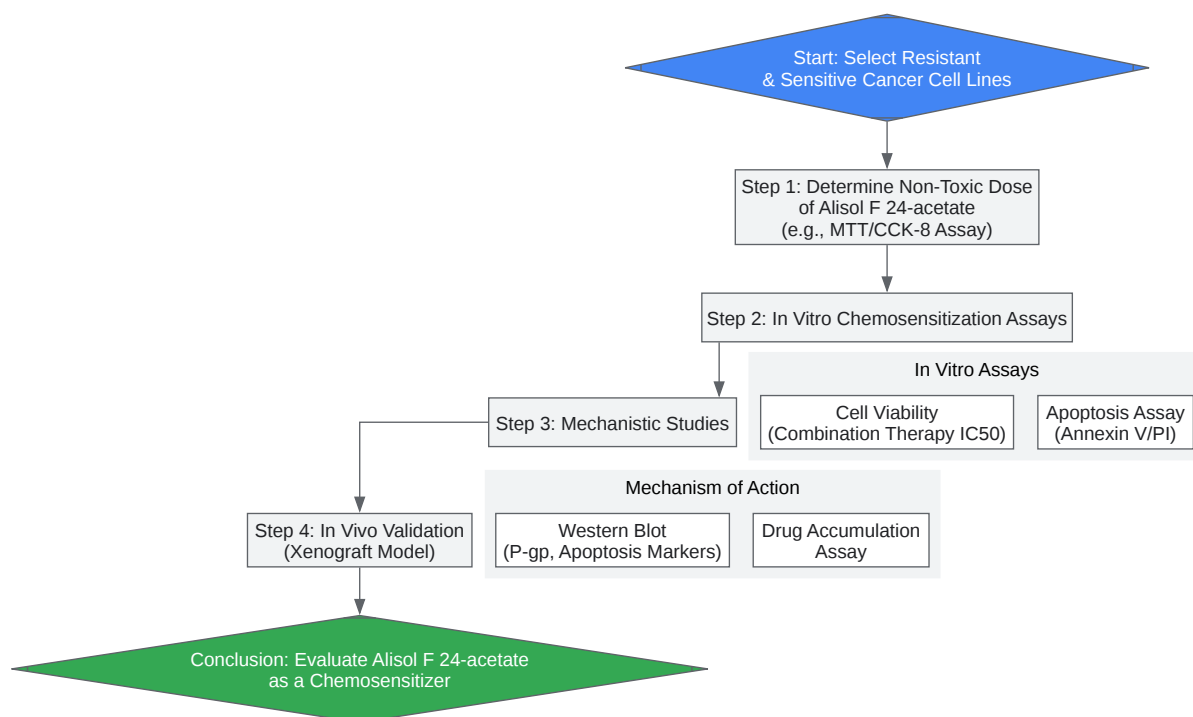 Start: Select Resistant
& Sensitive Cancer Cell Lines
Step 1: Determine Non-Toxic Dose
of Alisol F 24-acetate
(e.g., MTT/CCK-8 Assay)
Step 2: In Vitro Chemosensitization Assays
In Vitro Assays
Cell Viability
(Combination Therapy IC50)
Apoptosis Assay
(Annexin V/PI)
Step 3: Mechanistic Studies
Mechanism of Action
Western Blot
(P-gp, Apoptosis Markers)
Drug Accumulation
Assay
Step 4: In Vivo Validation
(Xenograft Model)
Conclusion: Evaluate Alisol F 24-acetate
as a Chemosensitizer